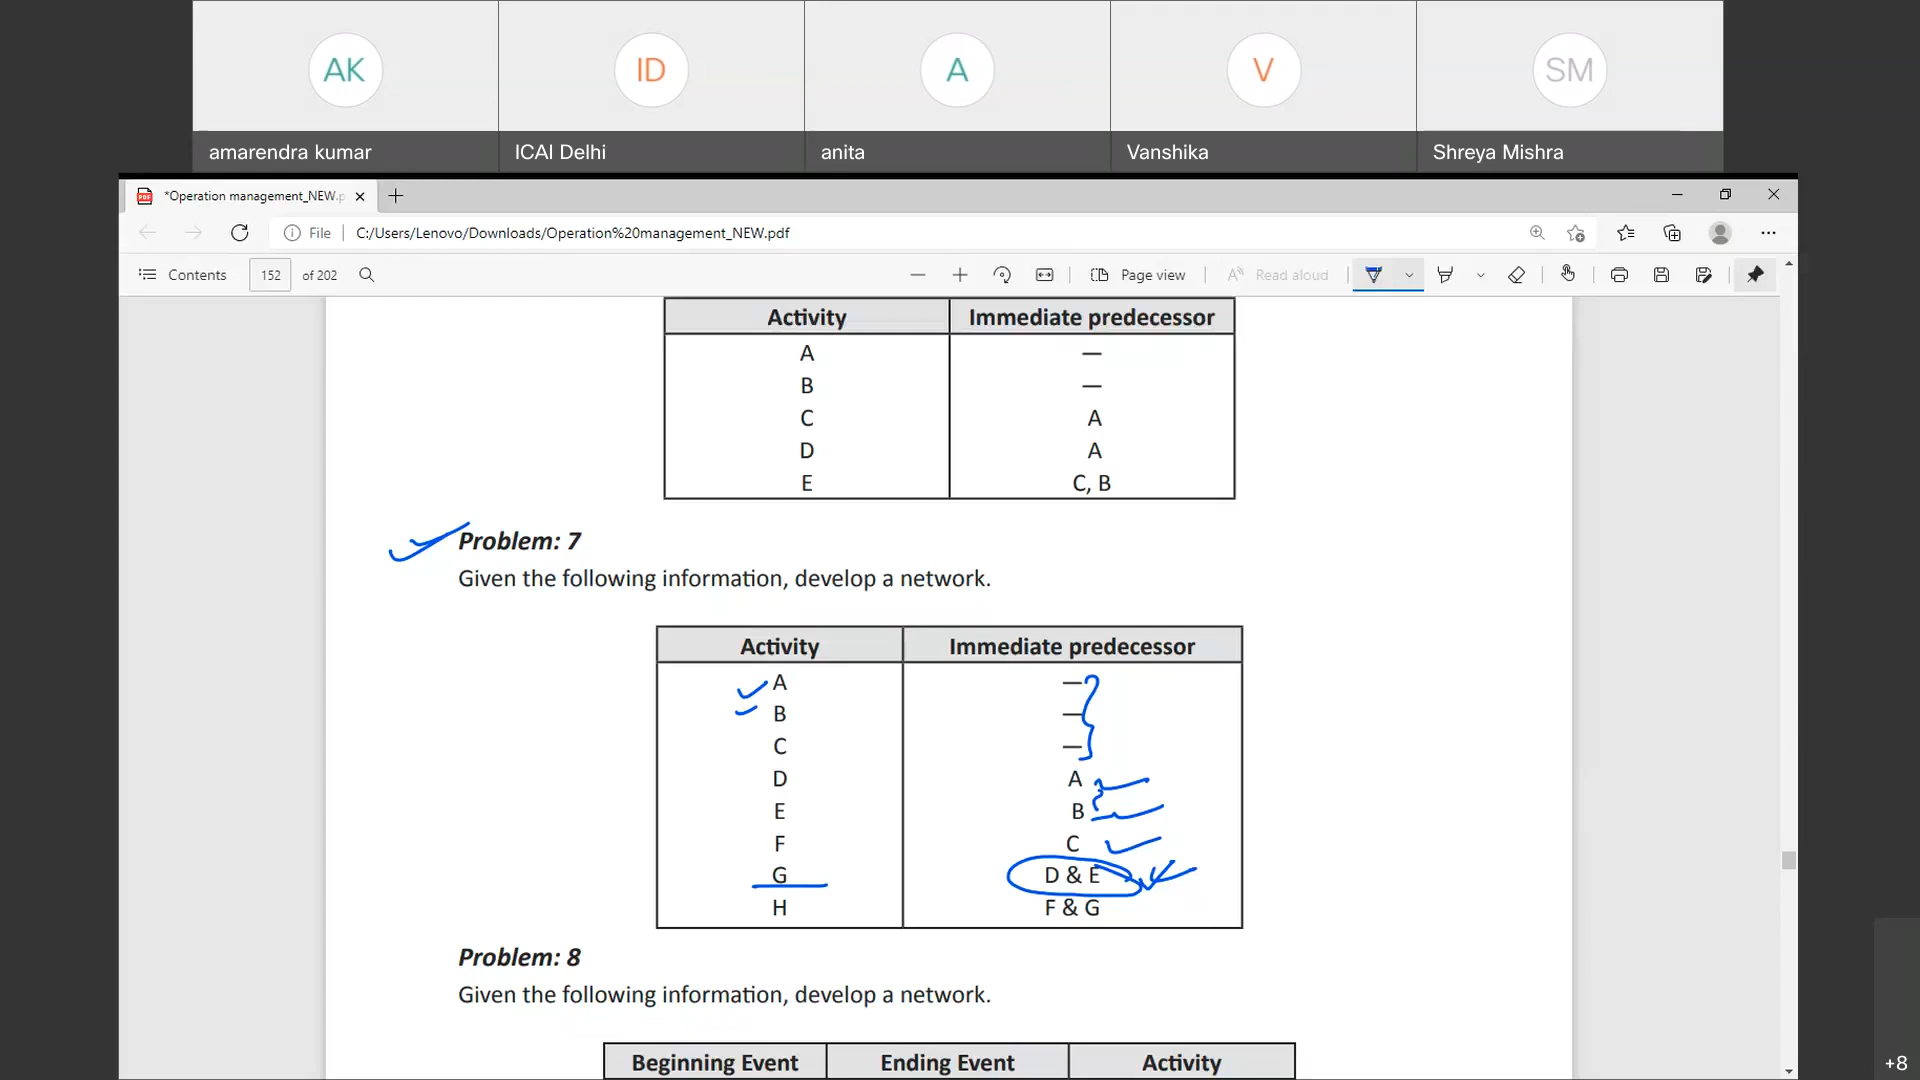 AK ID A V SM
amarendra kumar ICAI Delhi anita Vanshika Shreya Mishra
*Operation management_NEW.p
File C:/Users/Lenovo/Downloads/Operation%20management_NEW.pdf
Contents 152 of 202 Page view Read aloud
Activity Immediate predecessor
A —
B —
C A
D A
E C, B
Problem: 7
Given the following information, develop a network.
Activity Immediate predecessor
A —
B —
C —
D A
E B
F C
G D & E
H F & G
Problem: 8
Given the following information, develop a network.
Beginning Event Ending Event Activity
+8